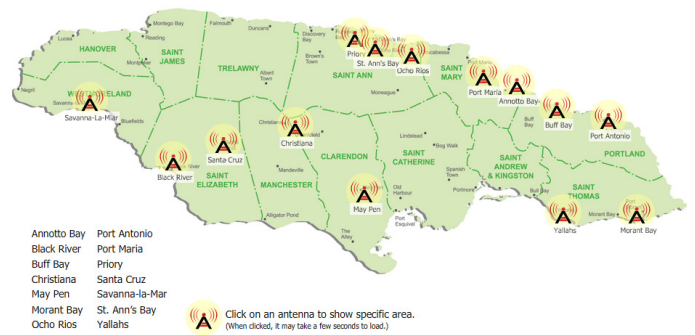 Montego Bay
Falmouth
Duncans
Discovery Bay
Lucea
Reading
HANOVER
SAINT JAMES
Montpelier
TRELAWNY
Albert Town
Brown's Town
Priory
St. Ann's Bay
Ocho Rios
SAINT ANN
Moneague
SAINT MARY
Port Maria
Annotto Bay
Buff Bay
Buff Bay
Port Antonio
PORTLAND
Negril
WESTMORELAND
Savanna-La-Mar
Bluefields
Black River
Santa Cruz
SAINT ELIZABETH
Christiana
Mandeville
MANCHESTER
Alligator Pond
CLARENDON
May Pen
The Alley
Lindstead
Bog Walk
SAINT CATHERINE
Spanish Town
Old Harbour
Portmore
Port Esquivel
SAINT ANDREW & KINGSTON
Bull Bay
SAINT THOMAS
Yallahs
Morant Bay
Morant Bay
Annotto Bay Port Antonio
Black River Port Maria
Buff Bay Priory
Christiana Santa Cruz
May Pen Savanna-la-Mar
Morant Bay St. Ann's Bay
Ocho Rios Yallahs
Click on an antenna to show specific area.
(When clicked, it may take a few seconds to load.)